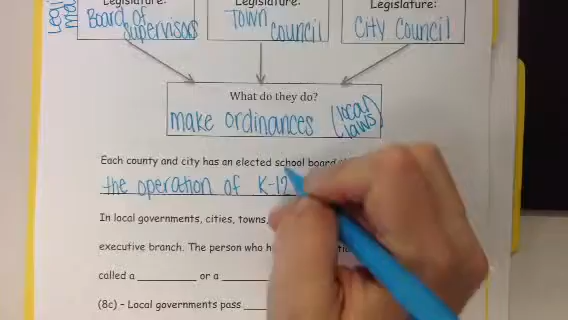 Legislature: Legislature: Legislature:
Board of Supervisors Town Council City Council
What do they do?
make ordinances (local laws)
Each county and city has an elected school board
the operation of K-12
In local governments, cities, towns,
executive branch. The person who
called a __________ or a
(8c) – Local governments pass